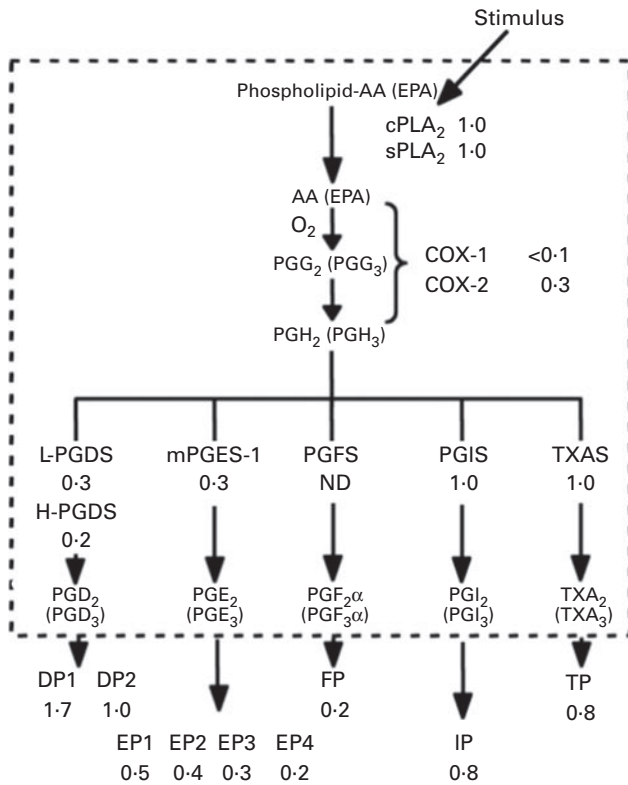 Stimulus
Phospholipid-AA (EPA)
cPLA₂ 1·0
sPLA₂ 1·0
AA (EPA)
O₂
PGG₂ (PGG₃)
COX-1 <0·1
COX-2 0·3
PGH₂ (PGH₃)
L-PGDS mPGES-1 PGFS PGIS TXAS
0·3 0·3 ND 1·0 1·0
H-PGDS
0·2
PGD₂ PGE₂ PGF₂α PGI₂ TXA₂
(PGD₃) (PGE₃) (PGF₃α) (PGI₃) (TXA₃)
DP1 DP2 FP TP
1·7 1·0 0·2 0·8
EP1 EP2 EP3 EP4 IP
0·5 0·4 0·3 0·2 0·8